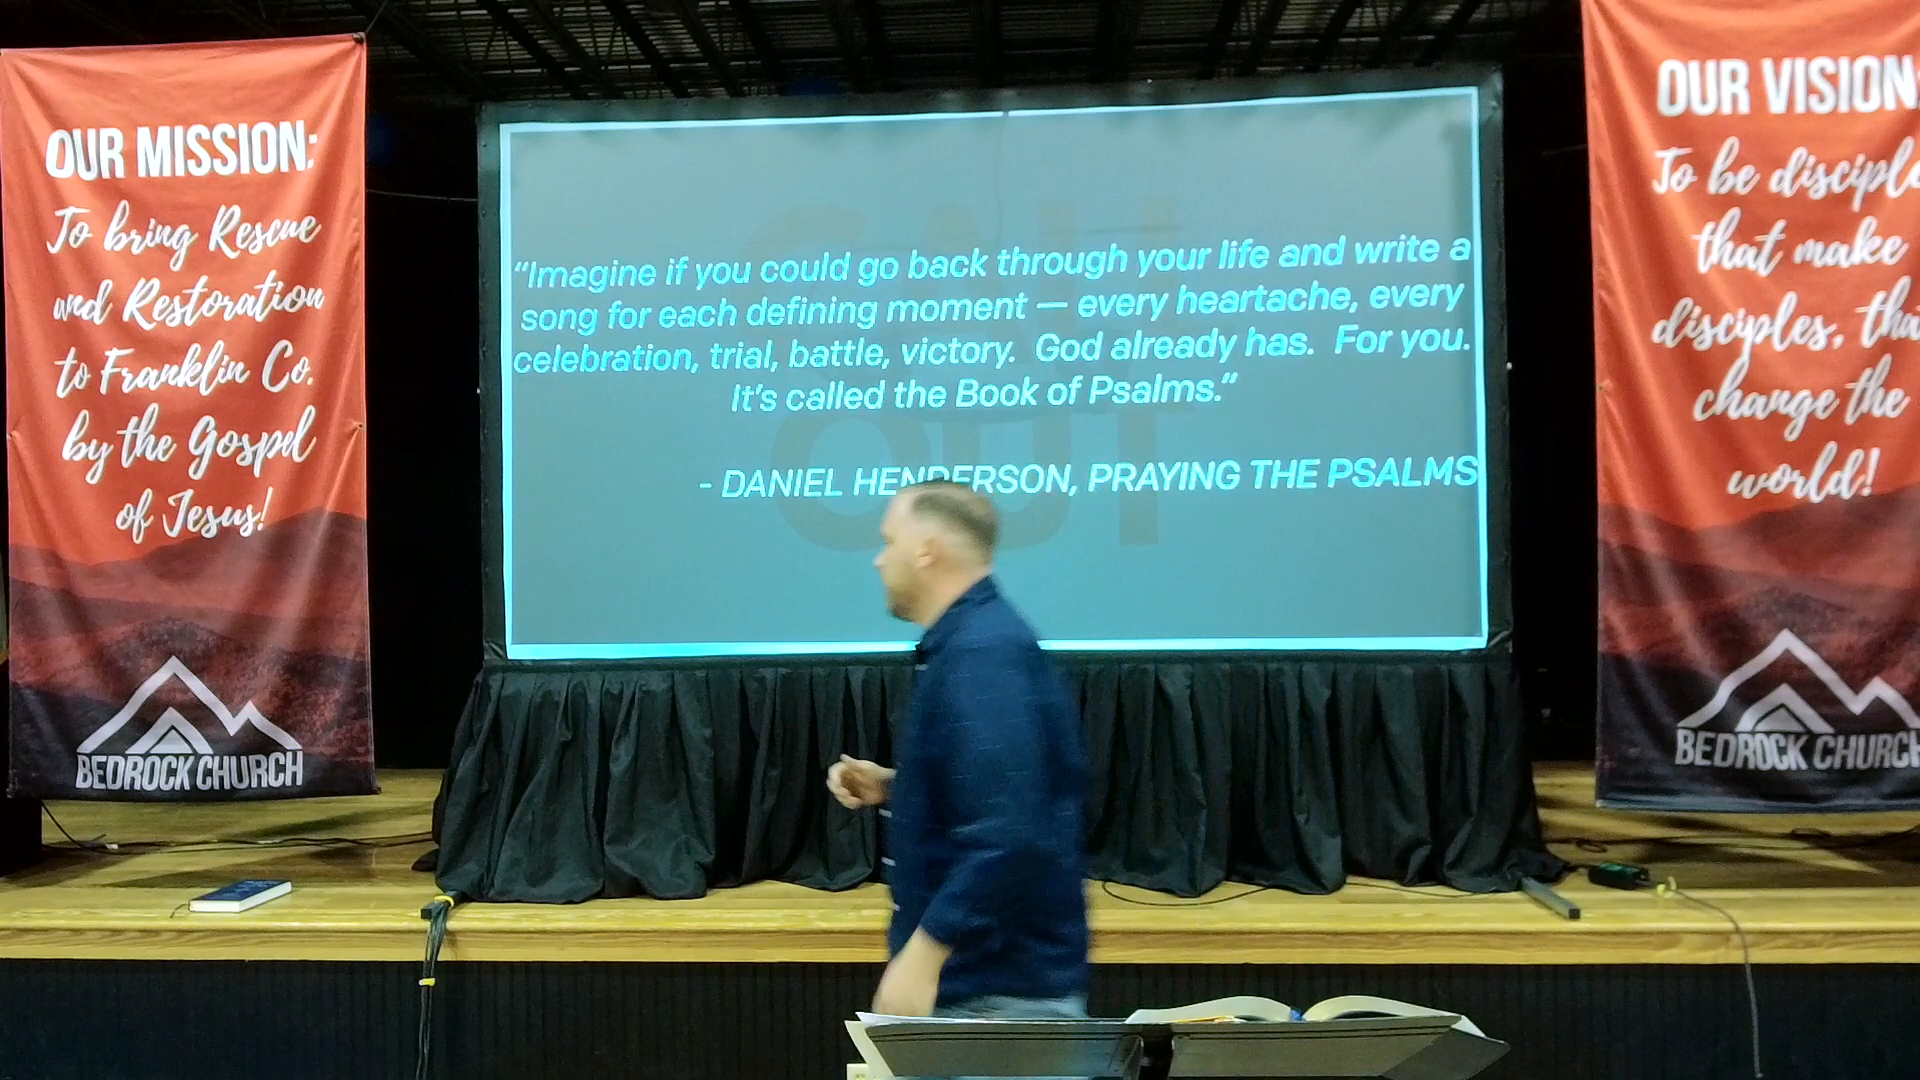 OUR MISSION:
To bring Rescue
and Restoration
to Franklin Co.
by the Gospel
of Jesus!
BEDROCK CHURCH
“Imagine if you could go back through your life and write a
song for each defining moment — every heartache, every
celebration, trial, battle, victory.  God already has.  For you.
It’s called the Book of Psalms.”
- DANIEL HENDERSON, PRAYING THE PSALMS
CALL
OUT
OUR VISION:
To be disciple
that make
disciples, that
change the
world!
BEDROCK CHURCH